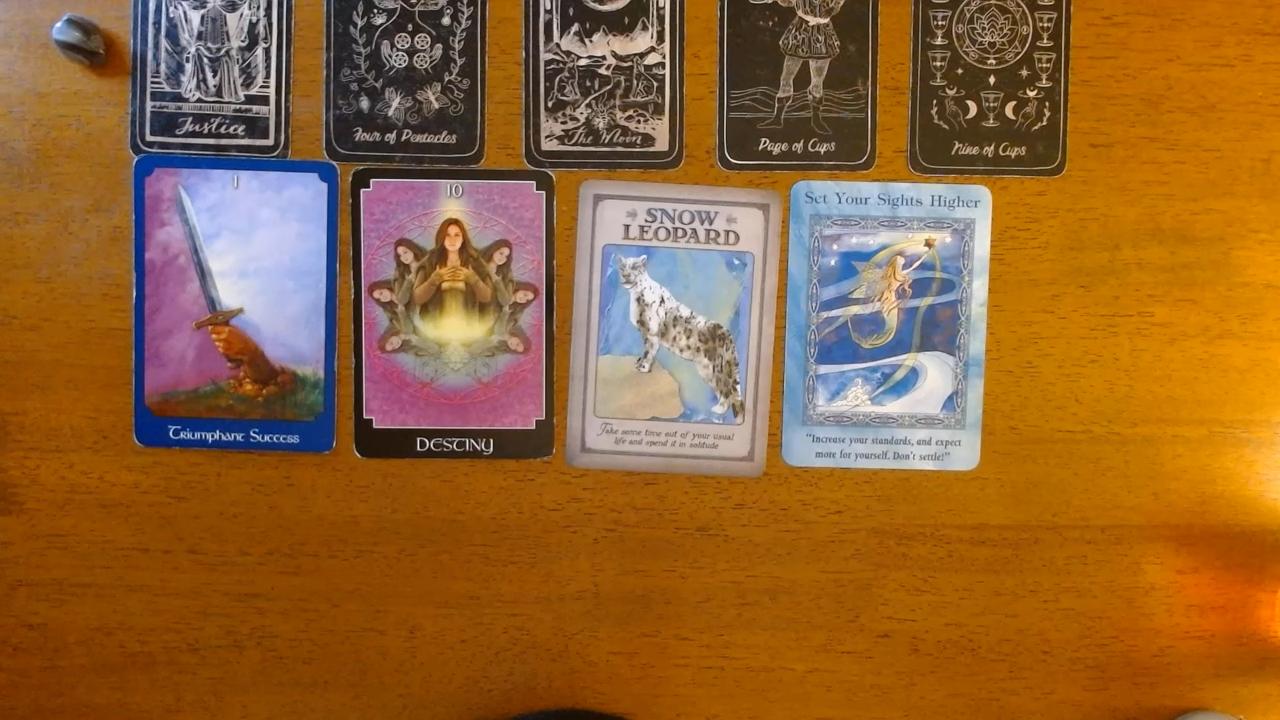 Justice
Four of Pentacles
The Moon
Page of Cups
Nine of Cups
1
Triumphant Success
10
DESTINY
SNOW
LEOPARD
Take some time out of your usual
life and spend it in solitude
Set Your Sights Higher
"Increase your standards, and expect
more for yourself. Don't settle!"